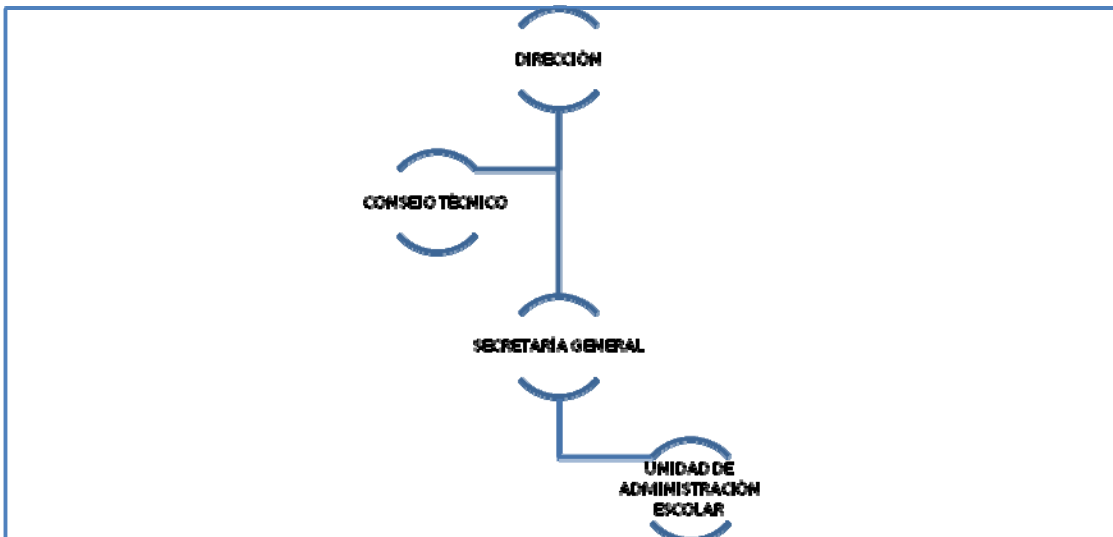 DIRECCIÓN
CONSEJO TÉCNICO
SECRETARÍA GENERAL
UNIDAD DE
ADMINISTRACIÓN
ESCOLAR